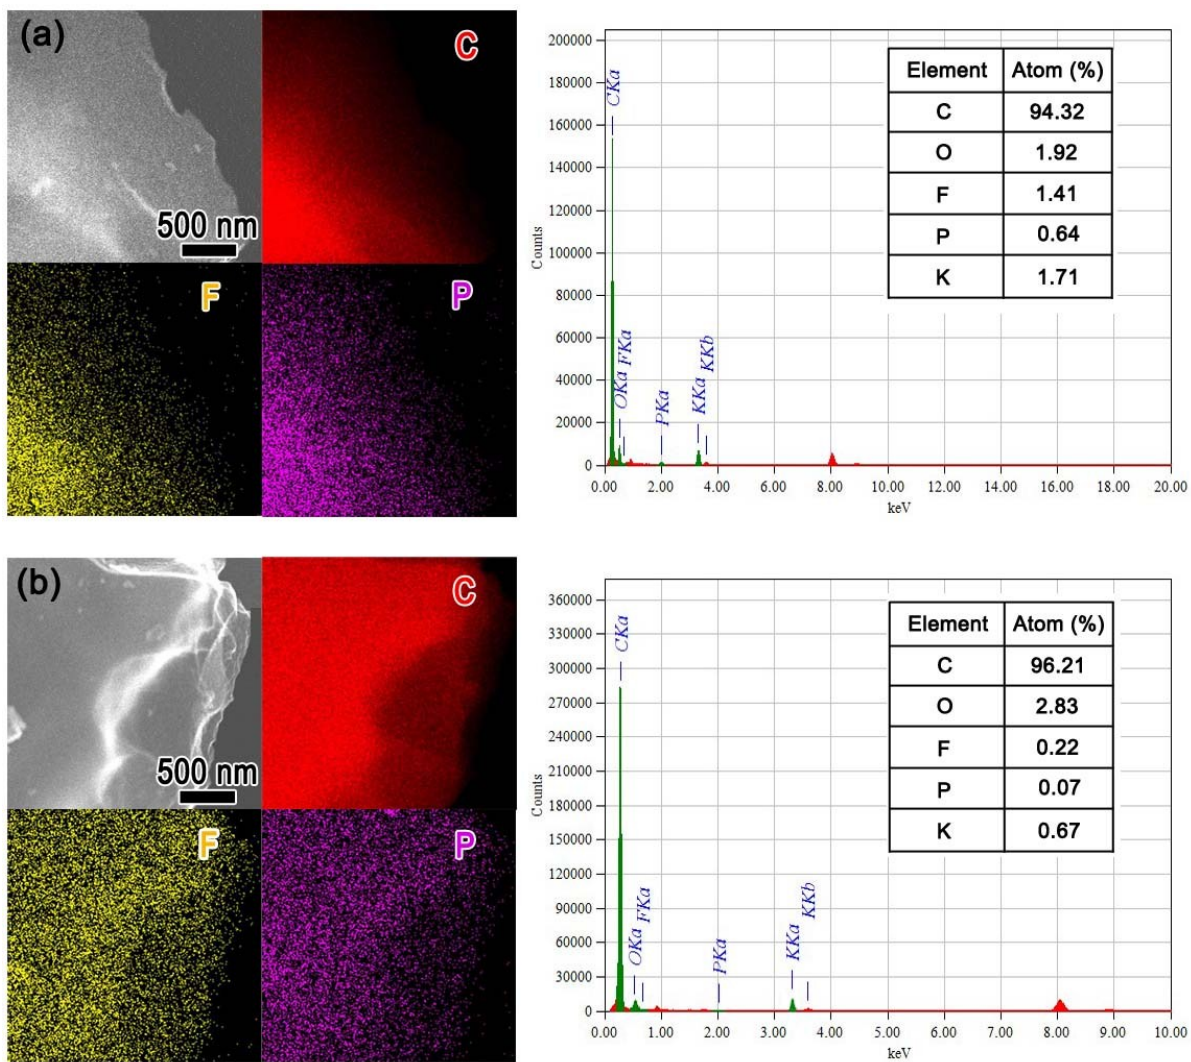 (a)
C
500 nm
F
P
200000
180000
160000
140000
120000
100000
80000
60000
40000
20000
0
Counts
CKa
OKa
FKa
PKa
KKa
KKb
0.00 2.00 4.00 6.00 8.00 10.00 12.00 14.00 16.00 18.00 20.00
keV
Element Atom (%)
C 94.32
O 1.92
F 1.41
P 0.64
K 1.71
(b)
C
500 nm
F
P
360000
330000
300000
270000
240000
210000
180000
150000
120000
90000
60000
30000
0
Counts
CKa
OKa
FKa
PKa
KKa
KKb
0.00 1.00 2.00 3.00 4.00 5.00 6.00 7.00 8.00 9.00 10.00
keV
Element Atom (%)
C 96.21
O 2.83
F 0.22
P 0.07
K 0.67